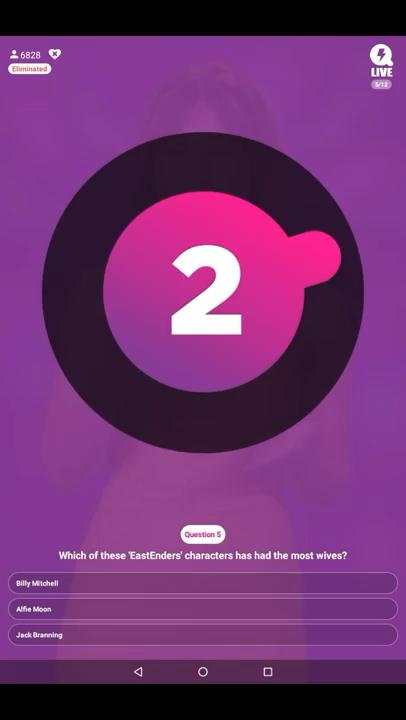 6828
Eliminated
LIVE
5/12
2
Question 5
Which of these 'EastEnders' characters has had the most wives?
Billy Mitchell
Alfie Moon
Jack Branning